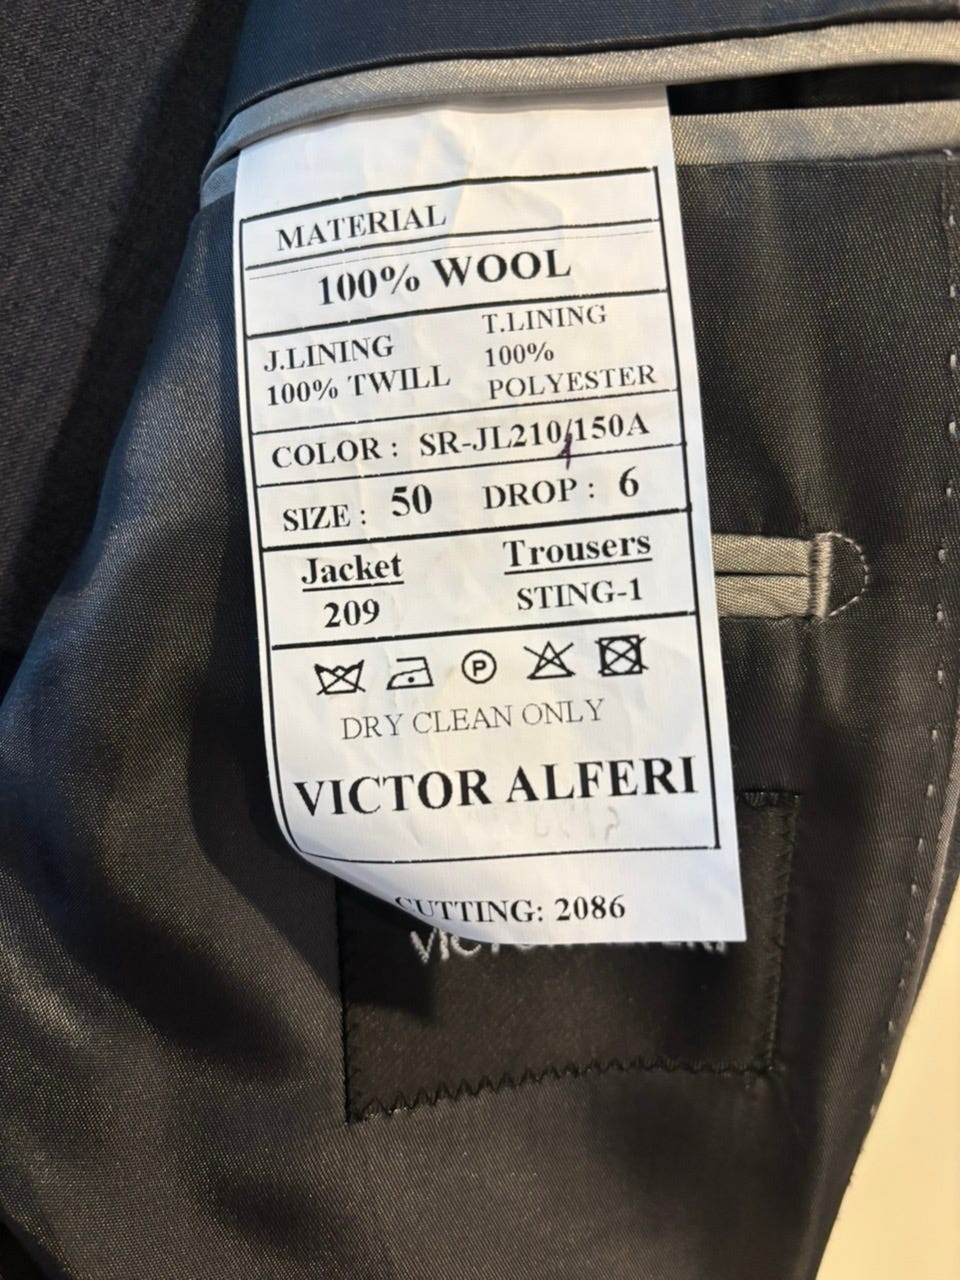 MATERIAL
100% WOOL
J.LINING
100% TWILL
T.LINING
100%
POLYESTER
COLOR : SR-JL210/150A
SIZE : 50 DROP : 6
Jacket
209
Trousers
STING-1
P
DRY CLEAN ONLY
VICTOR ALFERI
CUTTING: 2086